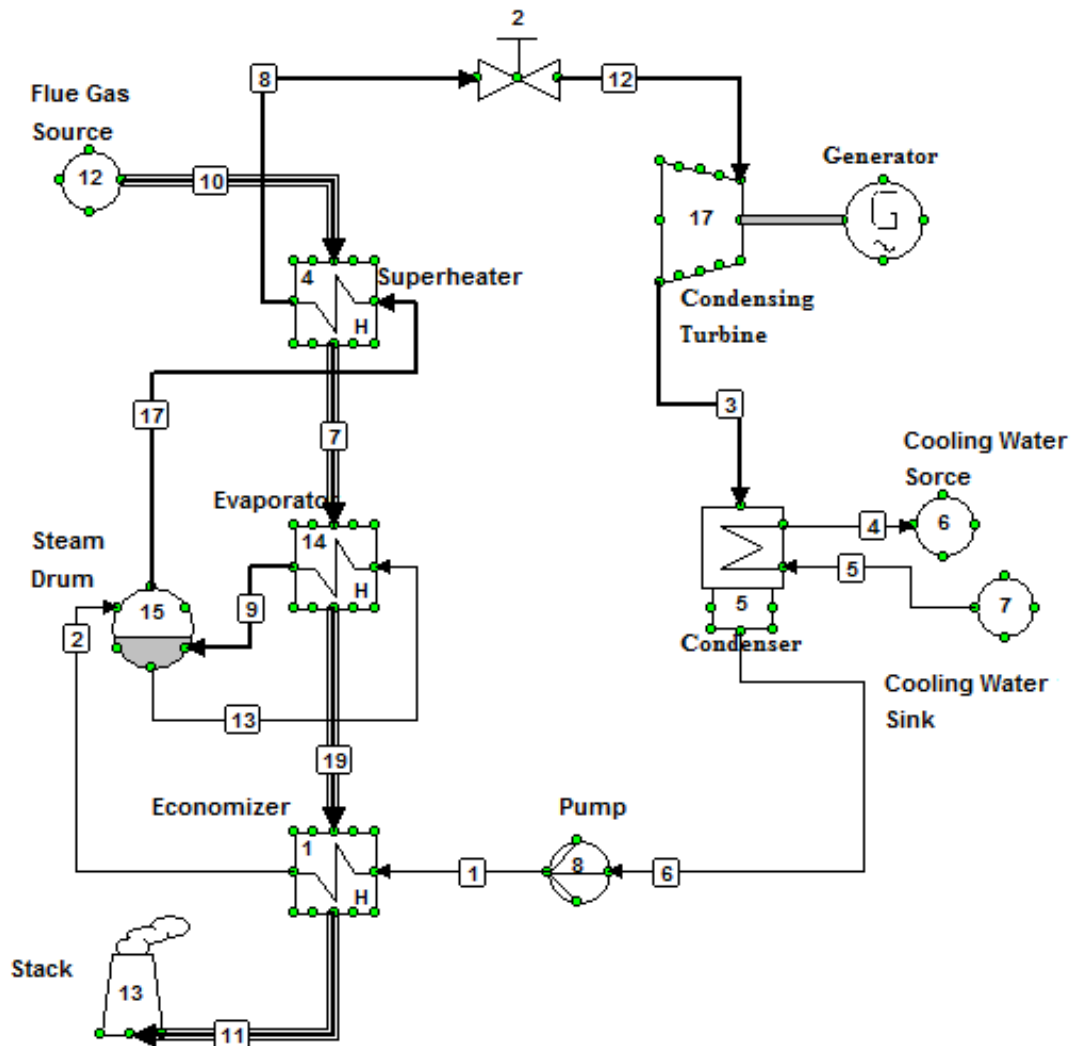 2
8
12
Flue Gas
Source
12
10
Generator
17
G
~
4
Superheater
H
Condensing
Turbine
17
7
3
Cooling Water
Sorce
Evaporator
14
H
4
6
Steam
Drum
15
9
5
5
7
2
Condenser
13
Cooling Water
Sink
19
Economizer
Pump
1
H
1
8
6
Stack
13
11